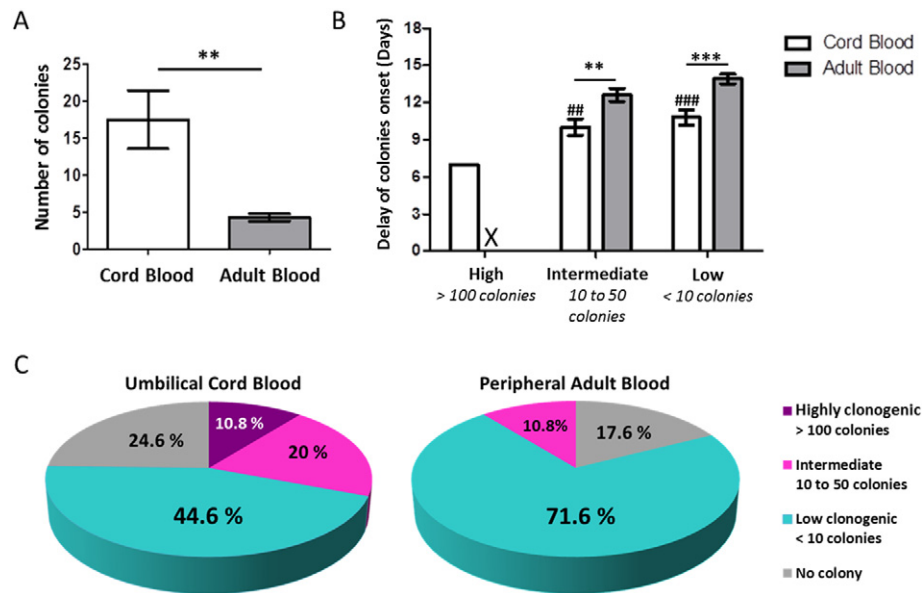 A
**
Number of colonies
25
20
15
10
5
0
Cord Blood
Adult Blood
B
Delay of colonies onset (Days)
18
15
12
9
6
3
0
X
##
**
###
***
High
> 100 colonies
Intermediate
10 to 50
colonies
Low
< 10 colonies
Cord Blood
Adult Blood
C
Umbilical Cord Blood
10.8 %
20 %
24.6 %
44.6 %
Peripheral Adult Blood
10.8%
17.6 %
71.6 %
Highly clonogenic
> 100 colonies
Intermediate
10 to 50 colonies
Low clonogenic
< 10 colonies
No colony